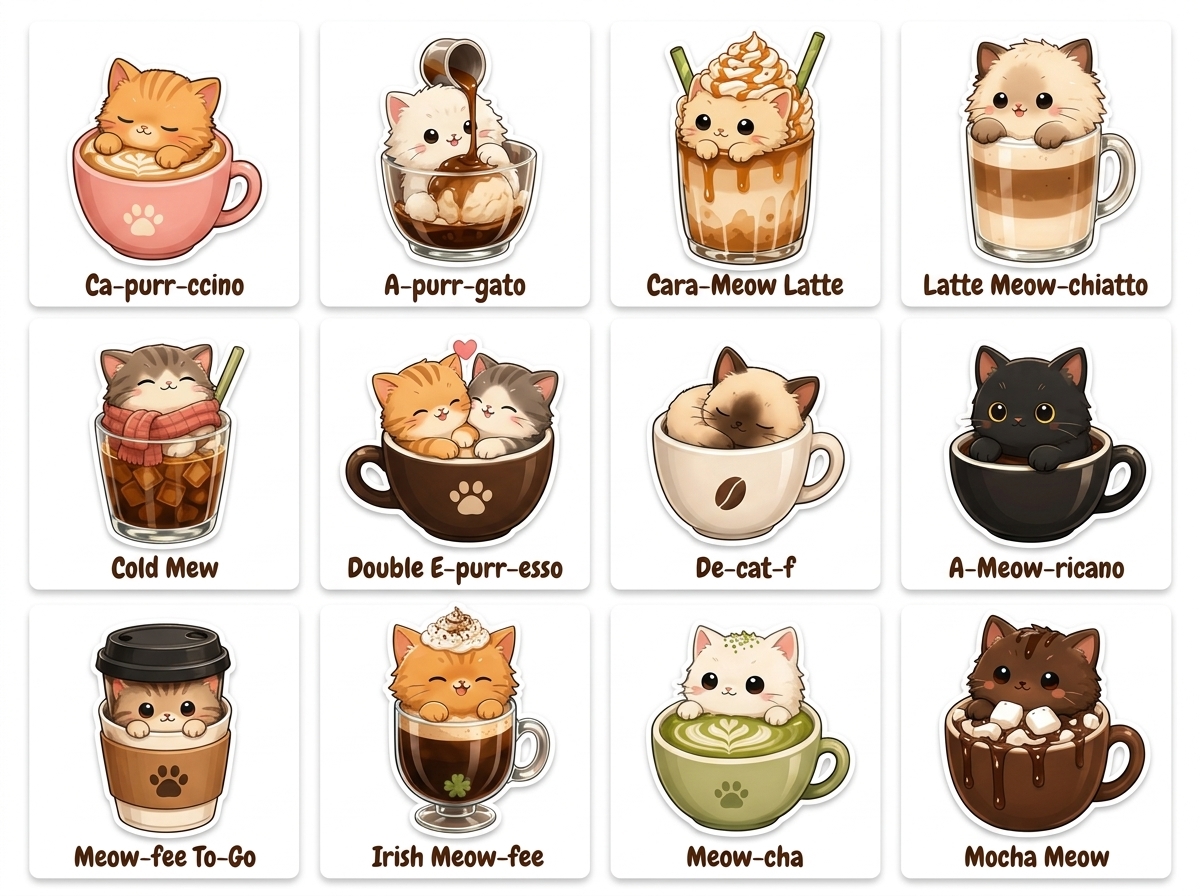 Ca-purr-ccino
A-purr-gato
Cara-Meow Latte
Latte Meow-chiatto
Cold Mew
Double E-purr-esso
De-cat-f
A-Meow-ricano
Meow-fee To-Go
Irish Meow-fee
Meow-cha
Mocha Meow